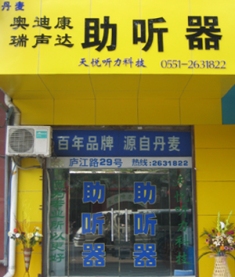 丹麦
奥迪康
瑞声达
助听器
天悦听力科技 0551-2631822
百年品牌 源自丹麦
庐江路29号 热线:2631822
助听器
助听器